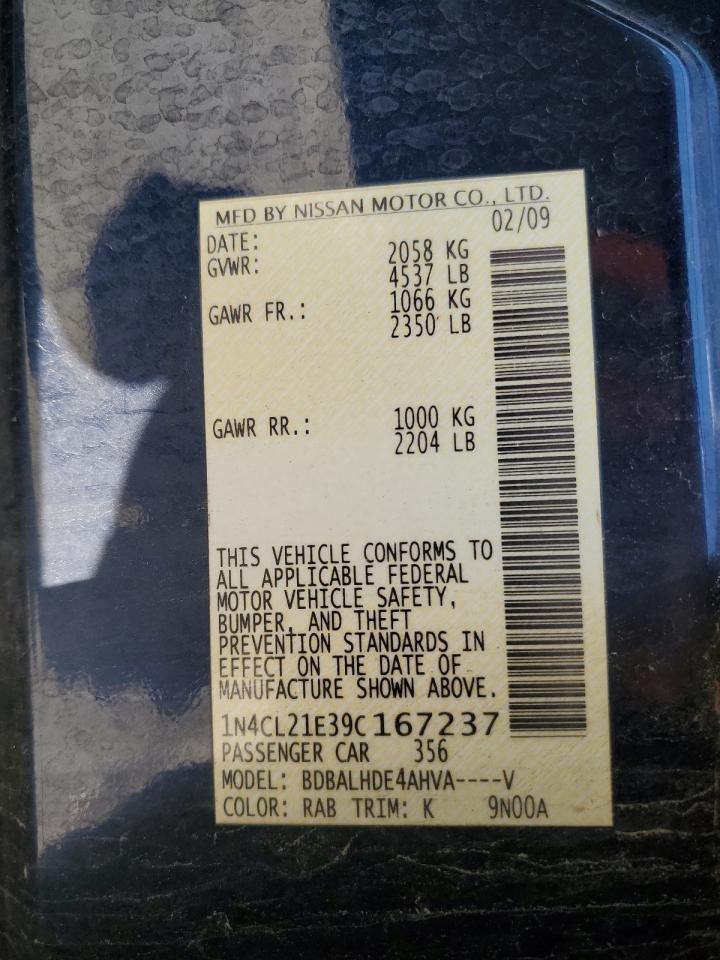 MFD BY NISSAN MOTOR CO., LTD.
DATE: 02/09
GVWR: 2058 KG
4537 LB
GAWR FR.: 1066 KG
2350 LB
GAWR RR.: 1000 KG
2204 LB
THIS VEHICLE CONFORMS TO
ALL APPLICABLE FEDERAL
MOTOR VEHICLE SAFETY,
BUMPER, AND THEFT
PREVENTION STANDARDS IN
EFFECT ON THE DATE OF
MANUFACTURE SHOWN ABOVE.
1N4CL21E39C167237
PASSENGER CAR 356
MODEL: BDBALHDE4AHVA----V
COLOR: RAB TRIM: K 9N00A